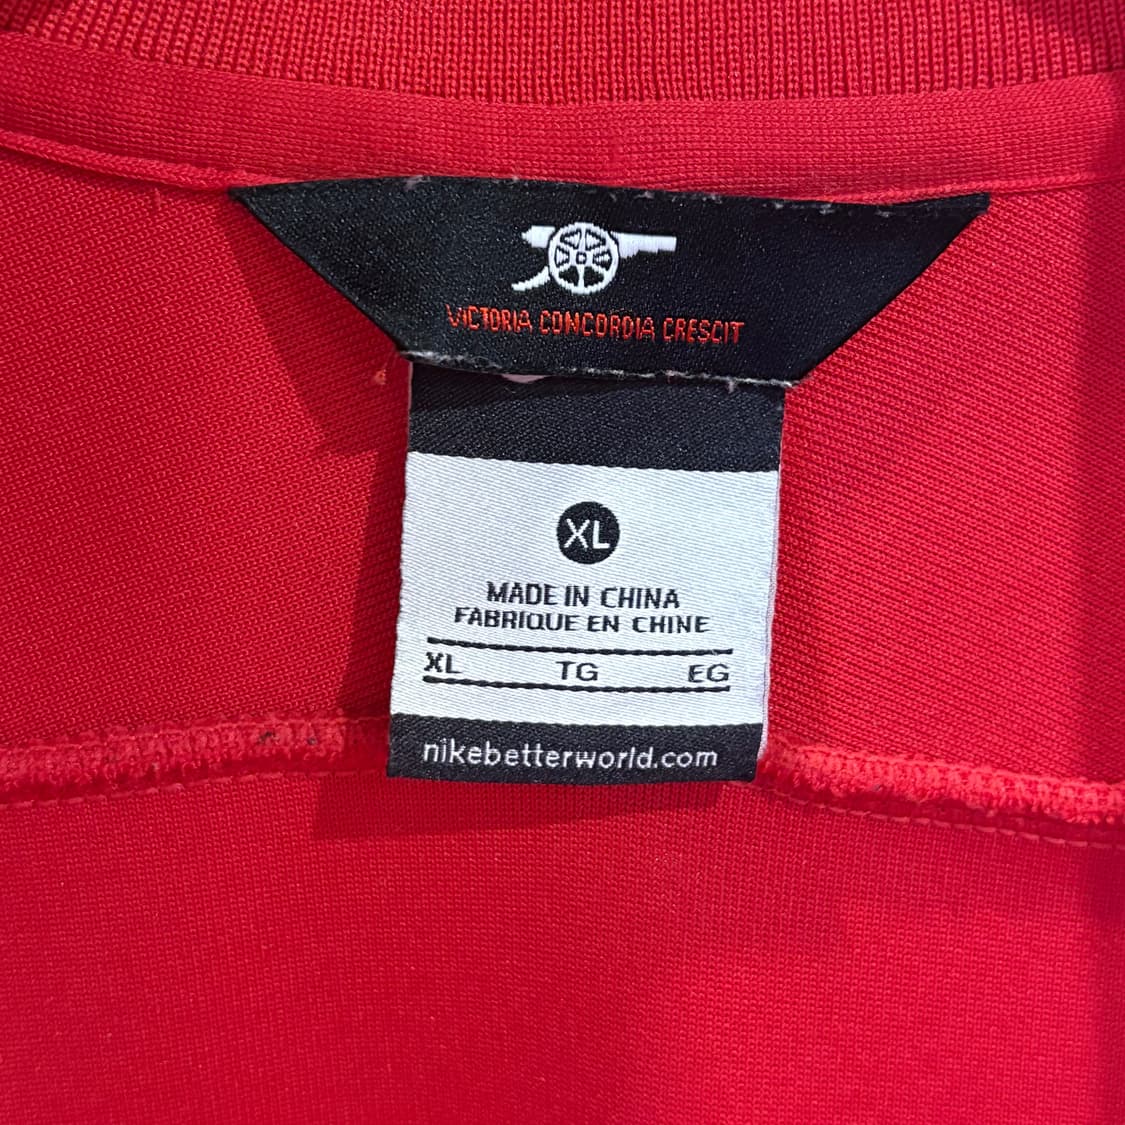 VICTORIA CONCORDIA CRESCIT
XL
MADE IN CHINA
FABRIQUE EN CHINE
XL TG EG
nikebetterworld.com